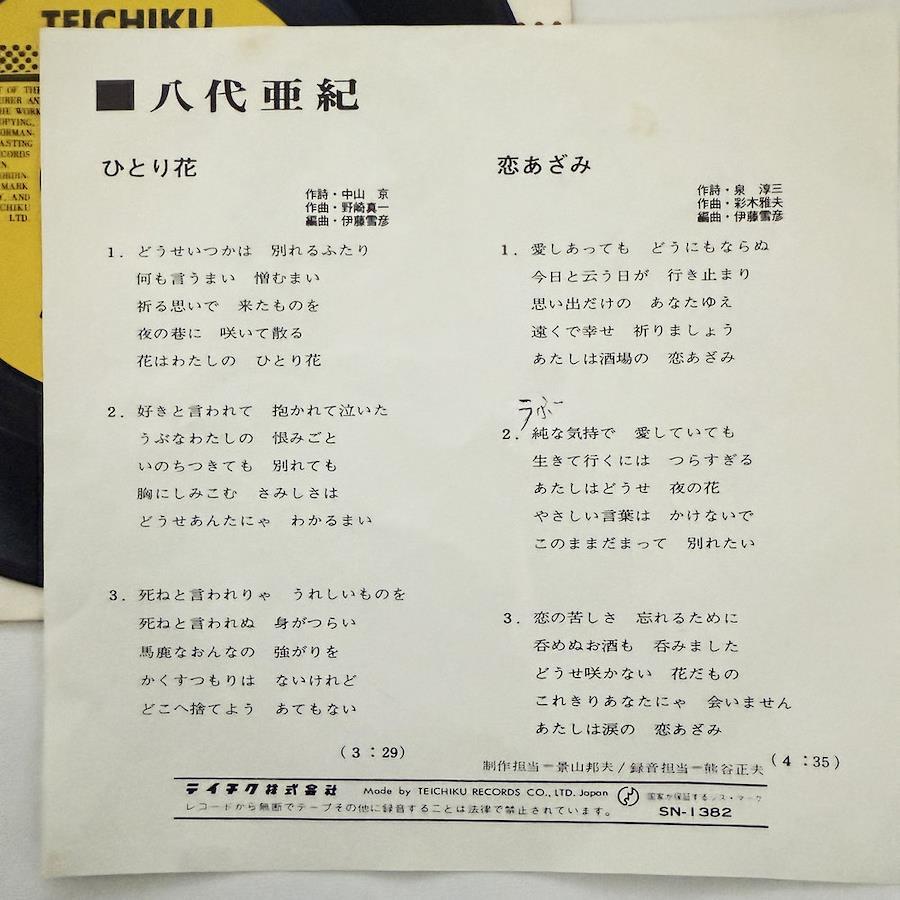 TEICHIKU
■ 八代亜紀
ひとり花
作詩・中山 京
作曲・野崎真一
編曲・伊藤雪彦
1. どうせいつかは 別れるふたり
何も言うまい 憎むまい
祈る思いで 来たものを
夜の巷に 咲いて散る
花はわたしの ひとり花
2. 好きと言われて 抱かれて泣いた
うぶなわたしの 恨みごと
いのちつきても 別れても
胸にしみこむ さみしさは
どうせあんたにゃ わかるまい
3. 死ねと言われりゃ うれしいものを
死ねと言われぬ 身がつらい
馬鹿なおんなの 強がりを
かくすつもりは ないけれど
どこへ捨てよう あてもない
(3:29)
恋あざみ
作詩・泉 淳三
作曲・彩木雅夫
編曲・伊藤雪彦
1. 愛しあっても どうにもならぬ
今日と云う日が 行き止まり
思い出だけの あなたゆえ
遠くで幸せ 祈りましょう
あたしは酒場の 恋あざみ
2. 純な気持で 愛していても
生きて行くには つらすぎる
あたしはどうせ 夜の花
やさしい言葉は かけないで
このままだまって 別れたい
3. 恋の苦しさ 忘れるために
呑めぬお酒も 呑みました
どうせ咲かない 花だもの
これきりあなたにゃ 会いません
あたしは涙の 恋あざみ
(4:35)
制作担当=景山邦夫/録音担当=熊谷正夫
テイチク株式会社 Made by TEICHIKU RECORDS CO., LTD. Japan
レコードから無断でテープその他に録音することは法律で禁止されています。
SN-1382